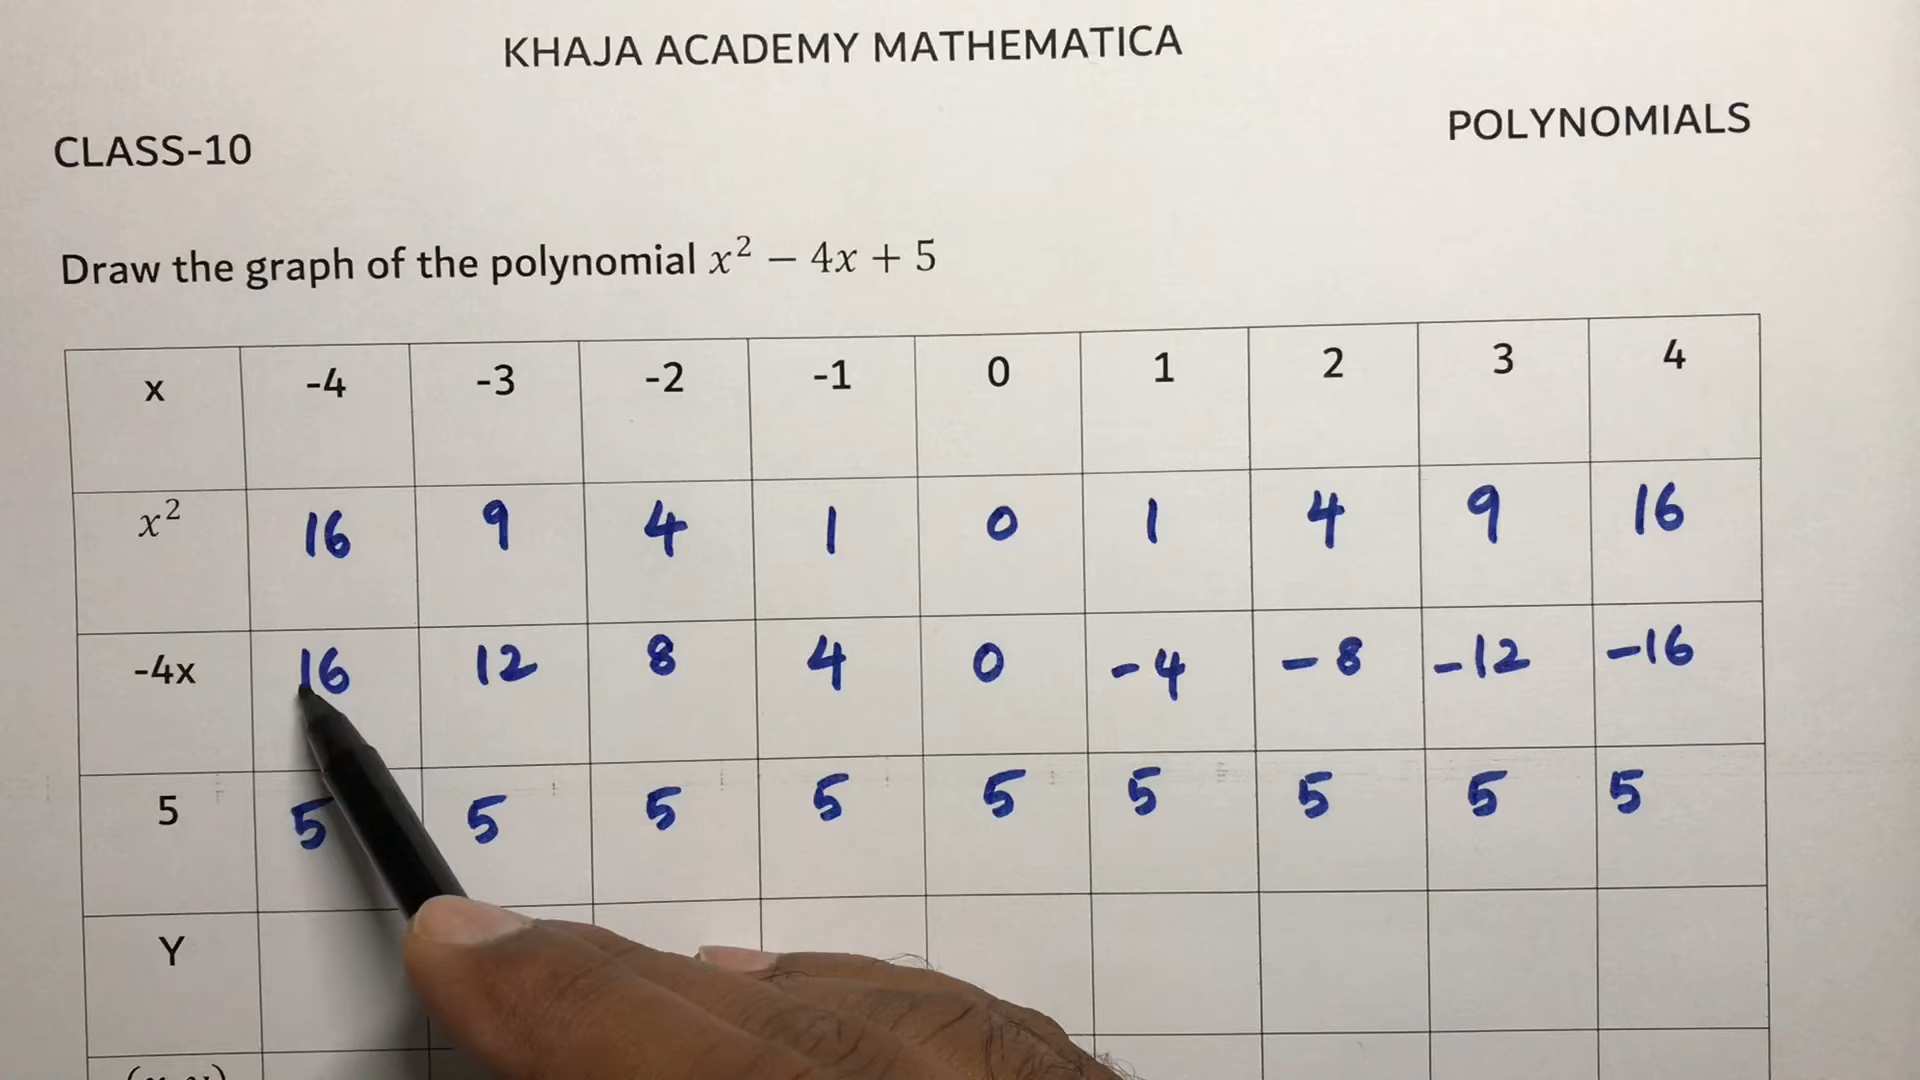 KHAJA ACADEMY MATHEMATICA
CLASS-10 POLYNOMIALS
Draw the graph of the polynomial x² − 4x + 5
x -4 -3 -2 -1 0 1 2 3 4
x² 16 9 4 1 0 1 4 9 16
-4x 16 12 8 4 0 -4 -8 -12 -16
5 5 5 5 5 5 5 5 5 5
Y